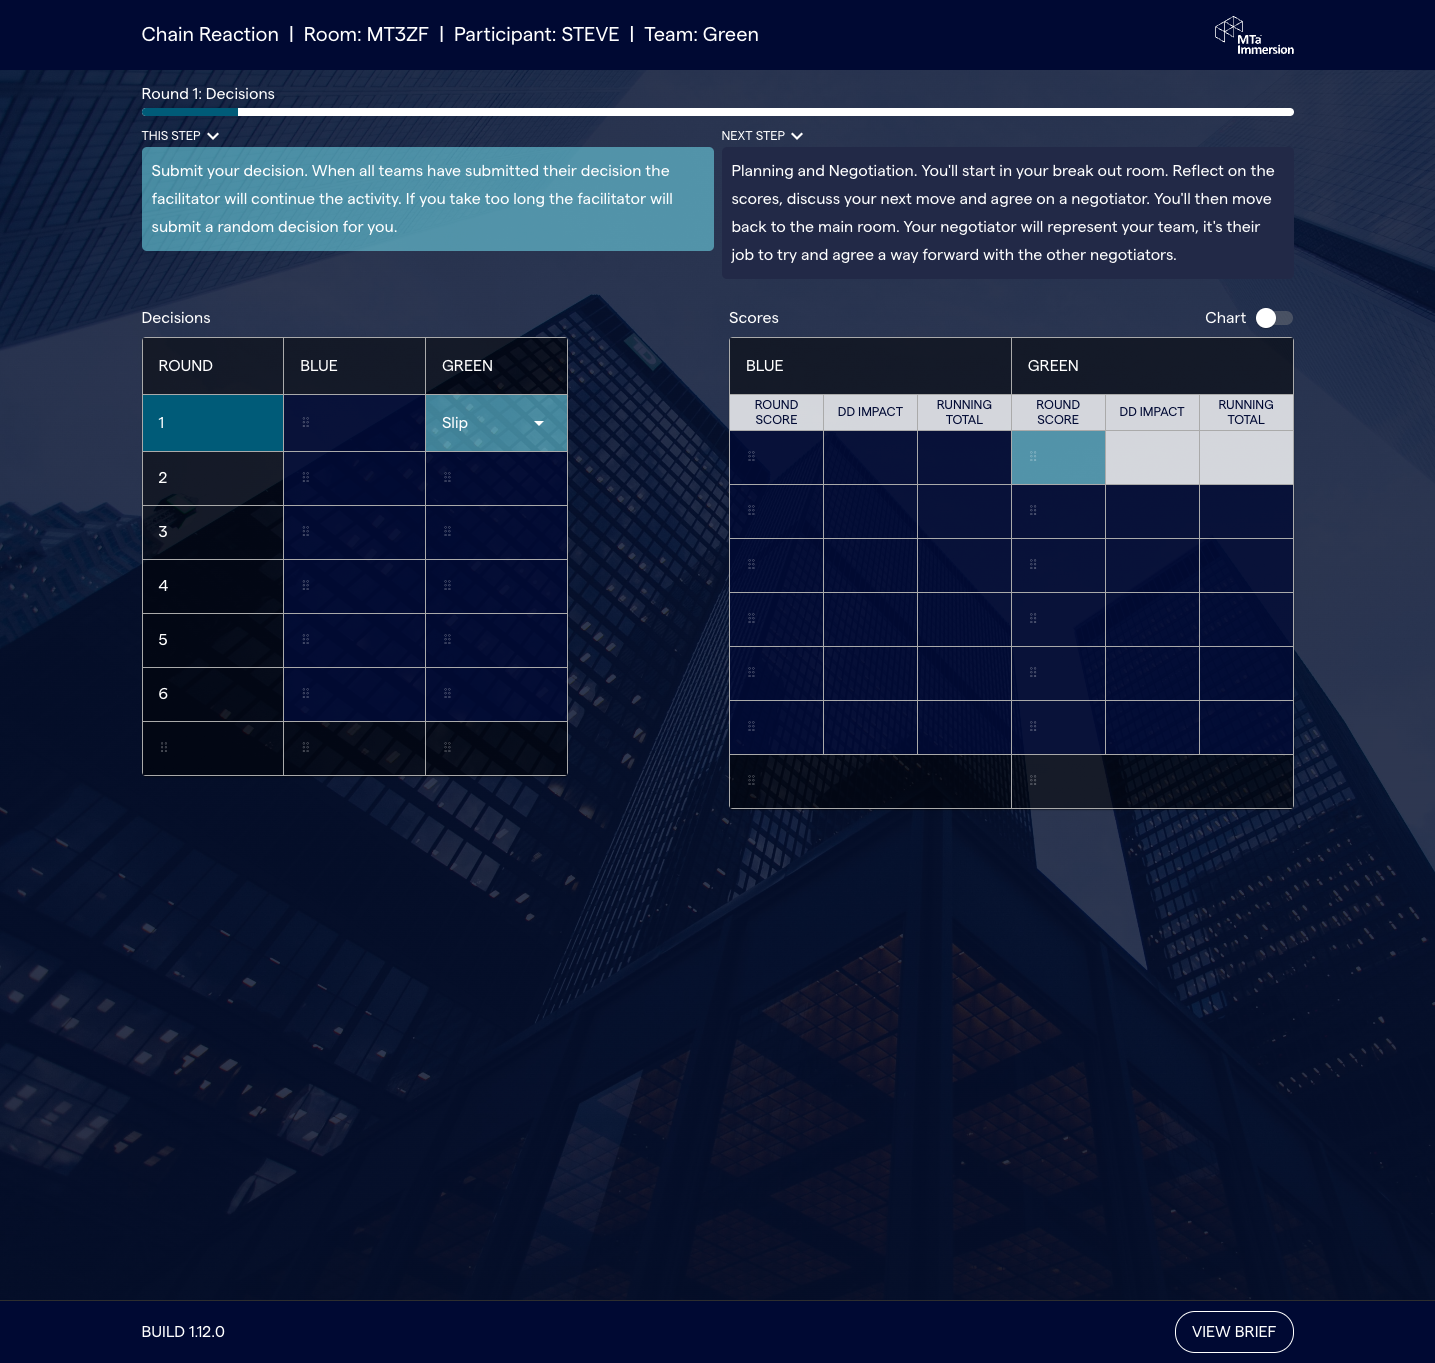 Chain Reaction | Room: MT3ZF | Participant: STEVE | Team: Green
MTa
Immersion
Round 1: Decisions
THIS STEP
Submit your decision. When all teams have submitted their decision the
facilitator will continue the activity. If you take too long the facilitator will
submit a random decision for you.
NEXT STEP
Planning and Negotiation. You'll start in your break out room. Reflect on the
scores, discuss your next move and agree on a negotiator. You'll then move
back to the main room. Your negotiator will represent your team, it's their
job to try and agree a way forward with the other negotiators.
Decisions
ROUND BLUE GREEN
1 Slip
2
3
4
5
6
Scores
Chart
BLUE GREEN
ROUND SCORE DD IMPACT RUNNING TOTAL ROUND SCORE DD IMPACT RUNNING TOTAL
BUILD 1.12.0
VIEW BRIEF